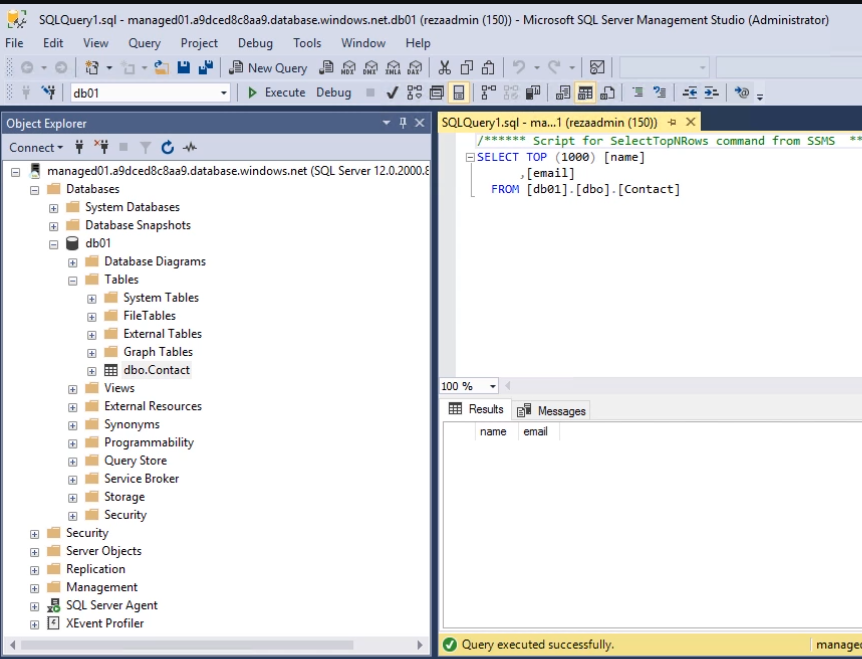 SQLQuery1.sql - managed01.a9dced8c8aa9.database.windows.net.db01 (rezaadmin (150)) - Microsoft SQL Server Management Studio (Administrator)
File Edit View Query Project Debug Tools Window Help
New Query MDX DMX XMLA DAX
db01 Execute Debug
Object Explorer
SQLQuery1.sql - ma...1 (rezaadmin (150))
Connect
/****** Script for SelectTopNRows command from SSMS **
SELECT TOP (1000) [name]
,[email]
FROM [db01].[dbo].[Contact]
managed01.a9dced8c8aa9.database.windows.net (SQL Server 12.0.2000.8
Databases
System Databases
Database Snapshots
db01
Database Diagrams
Tables
System Tables
FileTables
External Tables
Graph Tables
dbo.Contact
Views
External Resources
Synonyms
Programmability
Query Store
Service Broker
Storage
Security
Security
Server Objects
Replication
Management
SQL Server Agent
XEvent Profiler
100 %
Results Messages
name email
Query executed successfully. managed